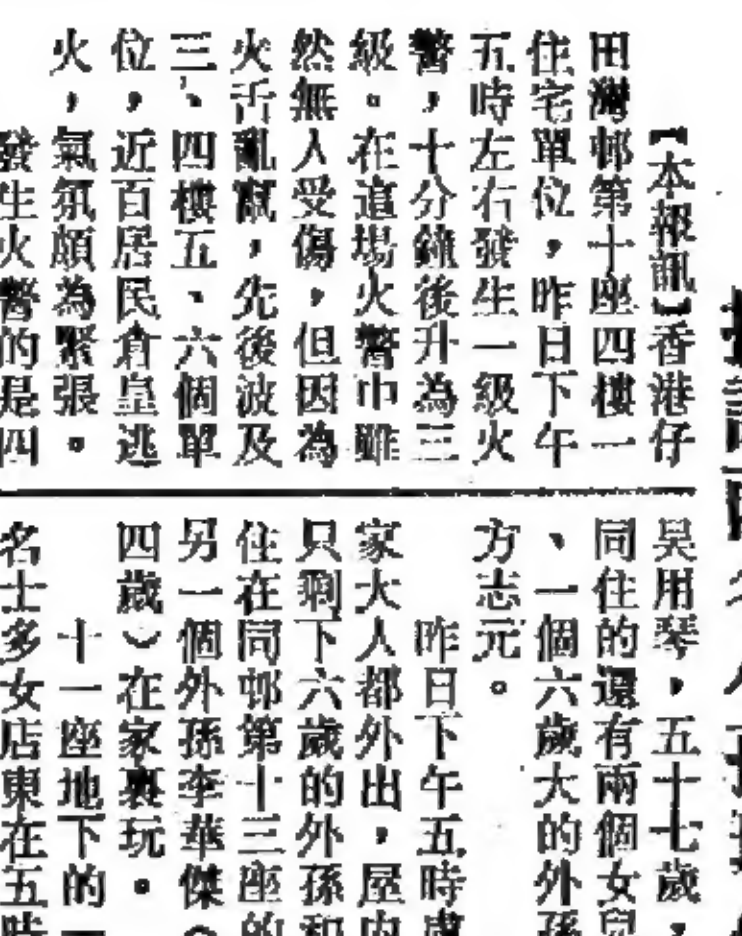 【本報訊】香港仔
田灣邨第十座四樓一
住宅單位，昨日下午
五時左右發生一級火
警，十分鐘後升為三
級。在這場火警中雖
然無人受傷，但因為
火舌亂竄，先後波及
三、四樓五、六個單
位，近百居民倉皇逃
火，氣氛頗為緊張。
發生火警的是四
吳用琴，五十七歲，
同住的還有兩個女兒
、一個六歲大的外孫
方志元。
昨日下午五時
家大人都外出，屋內
只剩下六歲的外孫和
住在同邨第十三座的
另一個外孫李華傑（
四歲）在家裏玩。
十一座地下的一
名士多女店東在五時